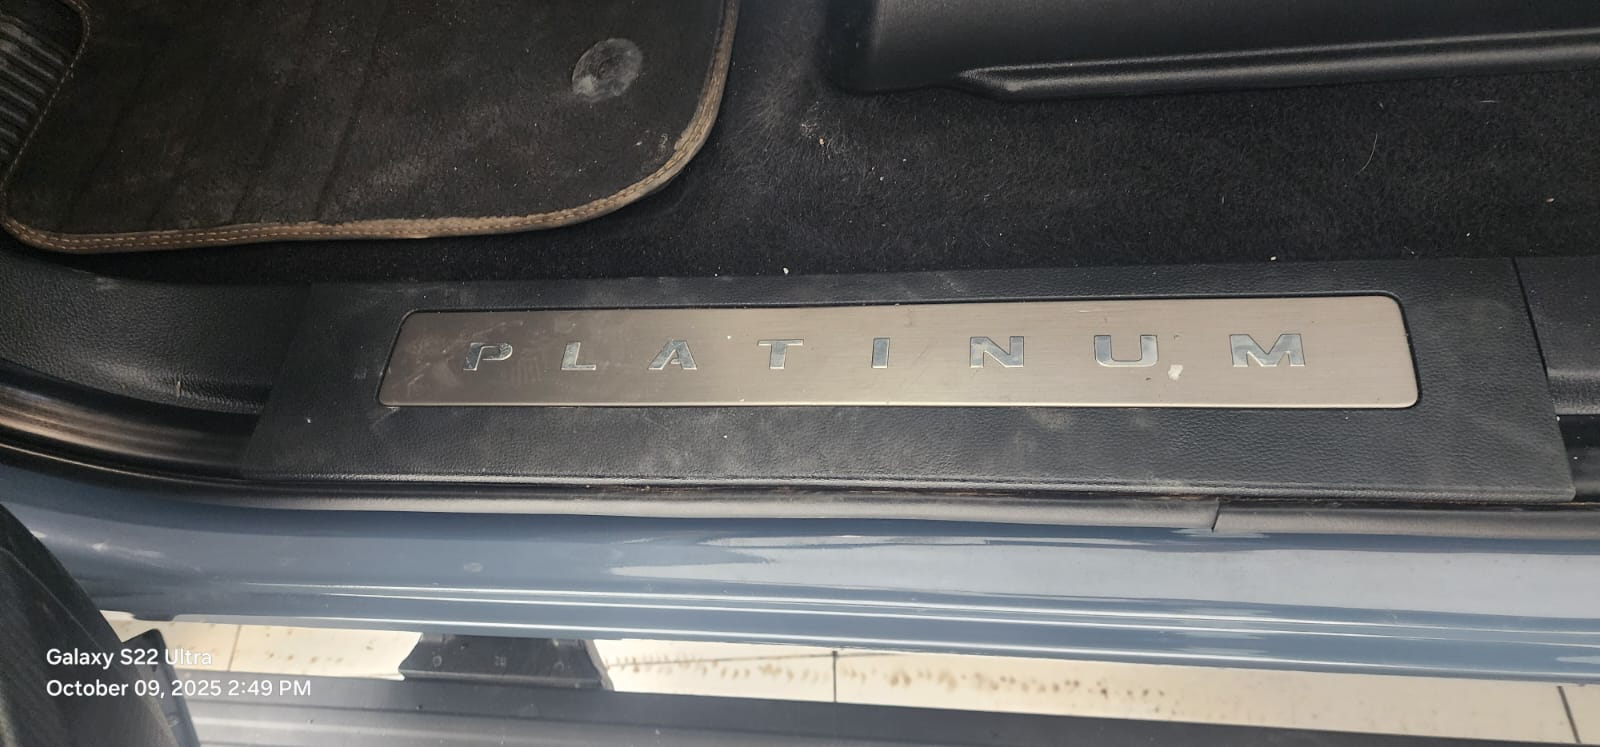 PLATINUM
Galaxy S22 Ultra
October 09, 2025 2:49 PM